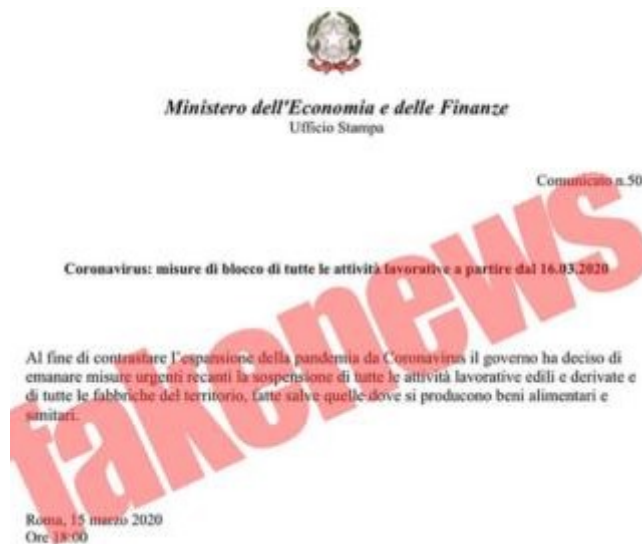 Ministero dell'Economia e delle Finanze
Ufficio Stampa
Comunicato n.50
Coronavirus: misure di blocco di tutte le attività lavorative a partire dal 16.03.2020
Al fine di contrastare l'espansione della pandemia da Coronavirus il governo ha deciso di
emanare misure urgenti recanti la sospensione di tutte le attività lavorative edili e derivate e
di tutte le fabbriche del territorio, fatte salve quelle dove si producono beni alimentari e
sanitari.
fakenews
Roma, 15 marzo 2020
Ore 18:00